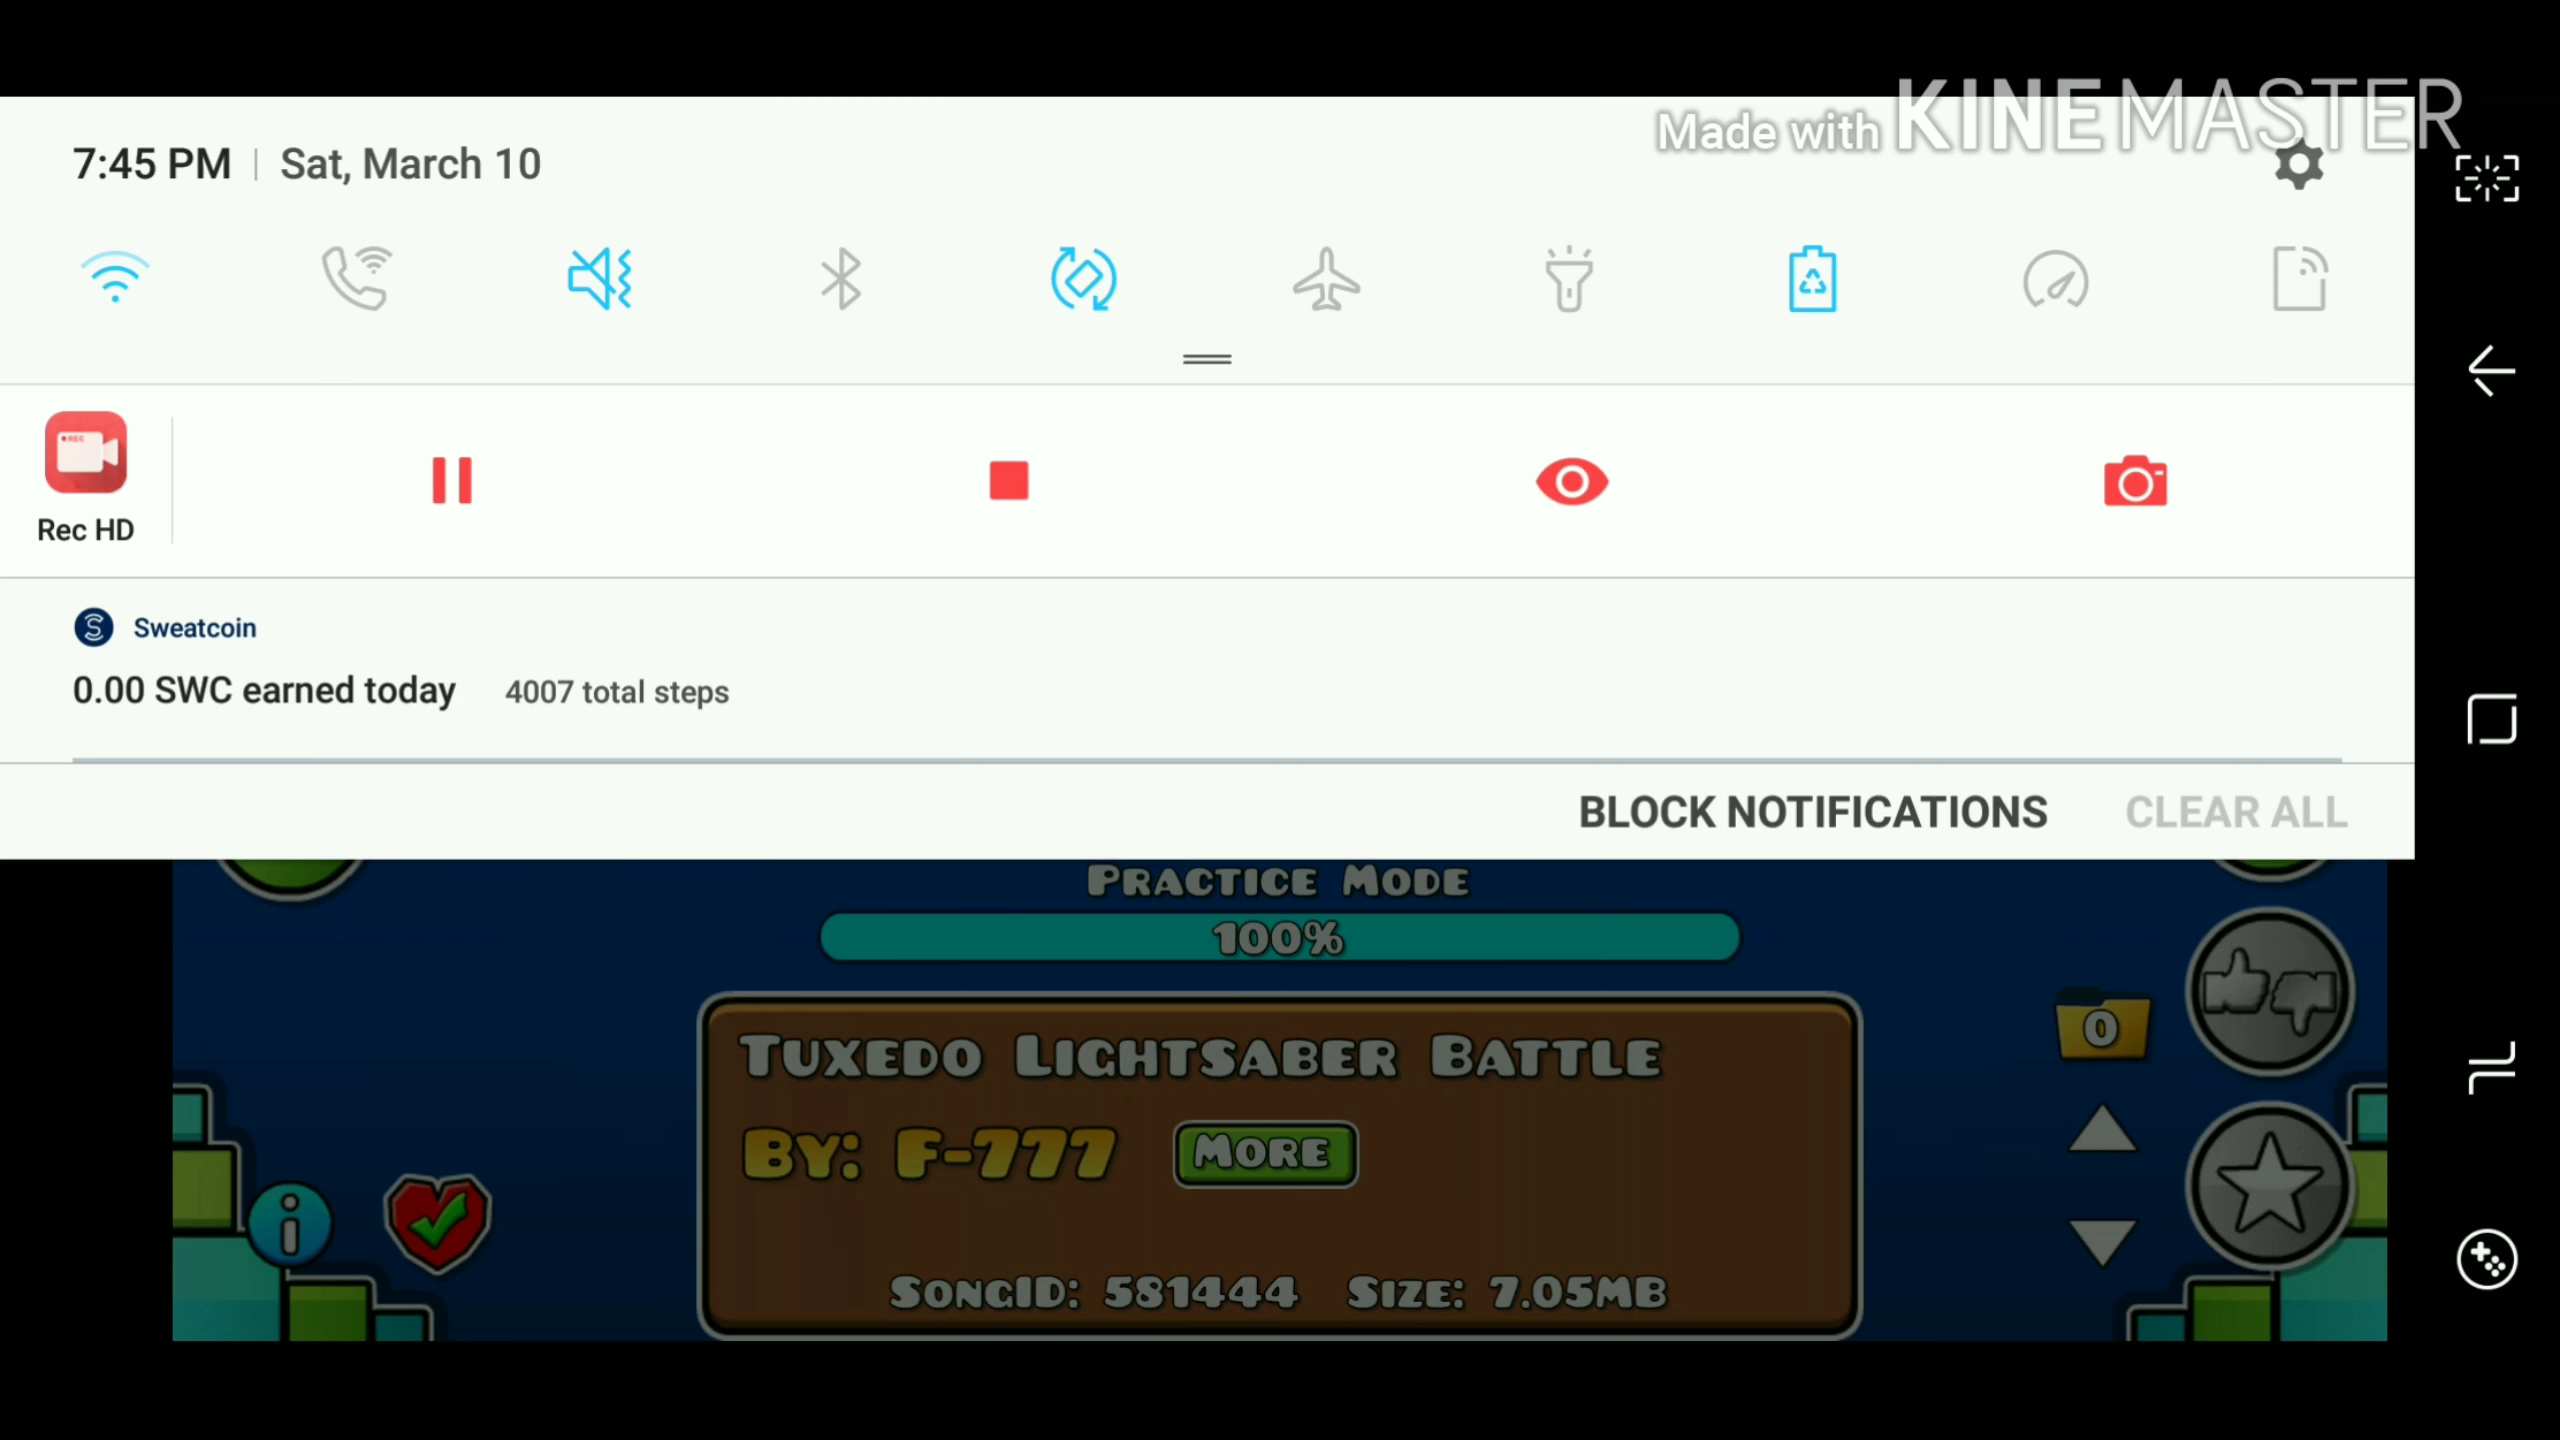 Made with KINEMASTER
7:45 PM | Sat, March 10
REC
Rec HD
Sweatcoin
0.00 SWC earned today 4007 total steps
BLOCK NOTIFICATIONS CLEAR ALL
Practice Mode
100%
Tuxedo Lightsaber Battle
By: F-777 More
0
SongID: 581444 Size: 7.05MB